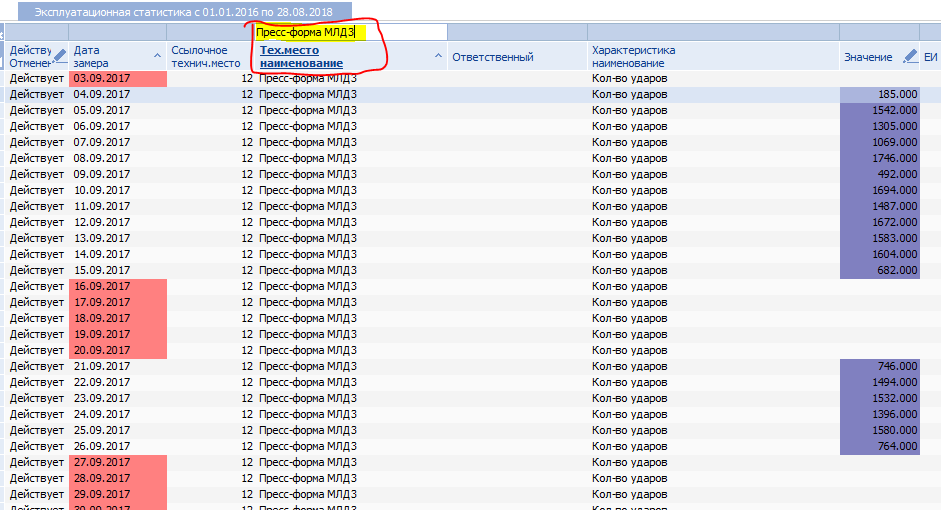 Эксплуатационная статистика с 01.01.2016 по 28.08.2018
Пресс-форма МЛДЗ
Действу Дата Ссылочное Тех.место Ответственный Характеристика Значение ЕИ
Отменен замера технич.место наименование наименование
Действует 03.09.2017 12 Пресс-форма МЛДЗ Кол-во ударов
Действует 04.09.2017 12 Пресс-форма МЛДЗ Кол-во ударов 185.000
Действует 05.09.2017 12 Пресс-форма МЛДЗ Кол-во ударов 1542.000
Действует 06.09.2017 12 Пресс-форма МЛДЗ Кол-во ударов 1305.000
Действует 07.09.2017 12 Пресс-форма МЛДЗ Кол-во ударов 1069.000
Действует 08.09.2017 12 Пресс-форма МЛДЗ Кол-во ударов 1746.000
Действует 09.09.2017 12 Пресс-форма МЛДЗ Кол-во ударов 492.000
Действует 10.09.2017 12 Пресс-форма МЛДЗ Кол-во ударов 1694.000
Действует 11.09.2017 12 Пресс-форма МЛДЗ Кол-во ударов 1487.000
Действует 12.09.2017 12 Пресс-форма МЛДЗ Кол-во ударов 1672.000
Действует 13.09.2017 12 Пресс-форма МЛДЗ Кол-во ударов 1583.000
Действует 14.09.2017 12 Пресс-форма МЛДЗ Кол-во ударов 1604.000
Действует 15.09.2017 12 Пресс-форма МЛДЗ Кол-во ударов 682.000
Действует 16.09.2017 12 Пресс-форма МЛДЗ Кол-во ударов
Действует 17.09.2017 12 Пресс-форма МЛДЗ Кол-во ударов
Действует 18.09.2017 12 Пресс-форма МЛДЗ Кол-во ударов
Действует 19.09.2017 12 Пресс-форма МЛДЗ Кол-во ударов
Действует 20.09.2017 12 Пресс-форма МЛДЗ Кол-во ударов
Действует 21.09.2017 12 Пресс-форма МЛДЗ Кол-во ударов 746.000
Действует 22.09.2017 12 Пресс-форма МЛДЗ Кол-во ударов 1494.000
Действует 23.09.2017 12 Пресс-форма МЛДЗ Кол-во ударов 1532.000
Действует 24.09.2017 12 Пресс-форма МЛДЗ Кол-во ударов 1396.000
Действует 25.09.2017 12 Пресс-форма МЛДЗ Кол-во ударов 1580.000
Действует 26.09.2017 12 Пресс-форма МЛДЗ Кол-во ударов 764.000
Действует 27.09.2017 12 Пресс-форма МЛДЗ Кол-во ударов
Действует 28.09.2017 12 Пресс-форма МЛДЗ Кол-во ударов
Действует 29.09.2017 12 Пресс-форма МЛДЗ Кол-во ударов